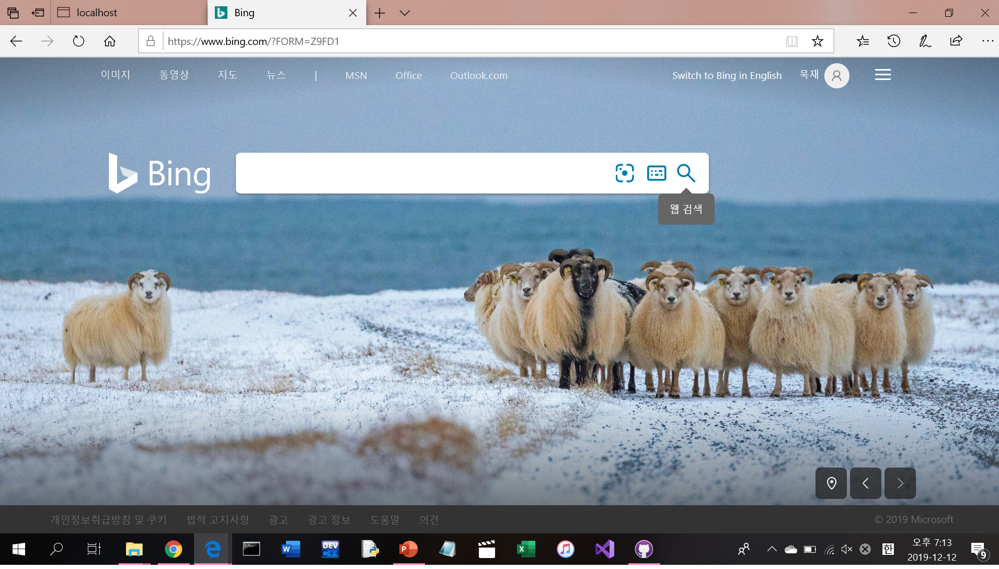 localhost
Bing
https://www.bing.com/?FORM=Z9FD1
이미지 동영상 지도 뉴스 | MSN Office Outlook.com Switch to Bing in English 욱재
Bing
웹 검색
개인정보취급방침 및 쿠키 법적 고지사항 광고 광고 정보 도움말 의견 © 2019 Microsoft
W
DEV
C++
P
X
한
오후 7:13
2019-12-12
9